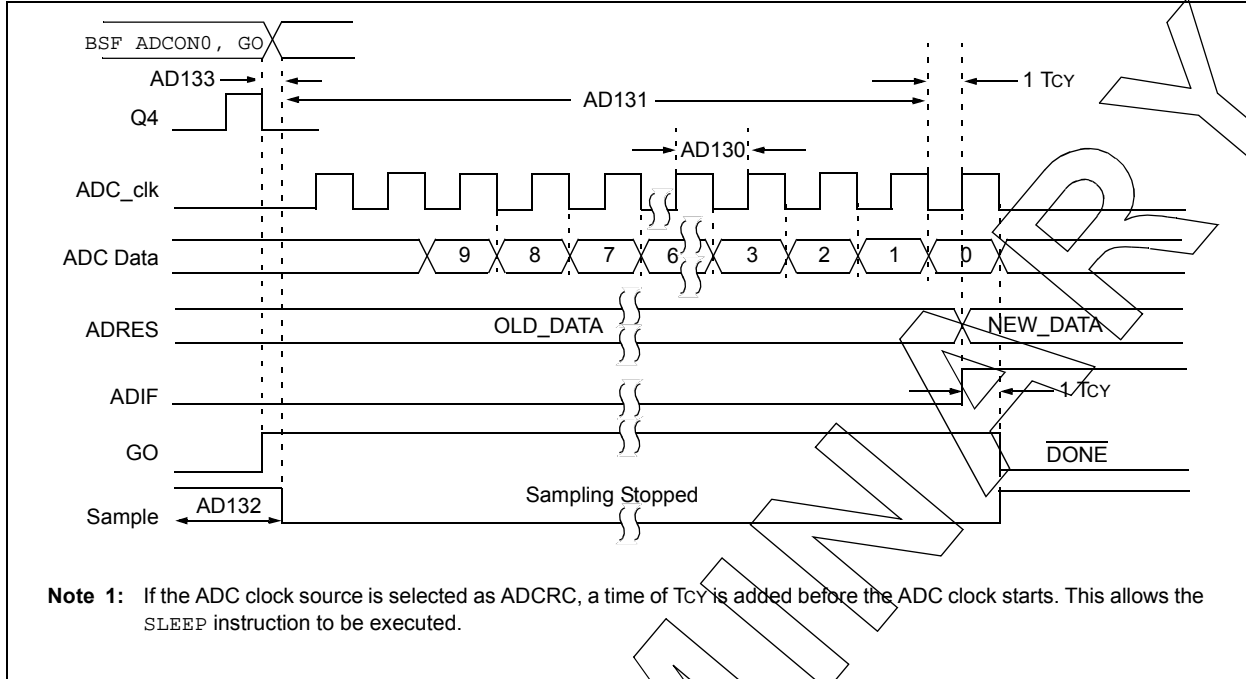 BSF ADCON0, GO
AD133
1 TCY
AD131
Q4
AD130
ADC_clk
ADC Data
9 8 7 6 3 2 1 0
ADRES
OLD_DATA
NEW_DATA
ADIF
1 TCY
GO
DONE
Sample
AD132
Sampling Stopped
Note 1: If the ADC clock source is selected as ADCRC, a time of TCY is added before the ADC clock starts. This allows the
SLEEP instruction to be executed.